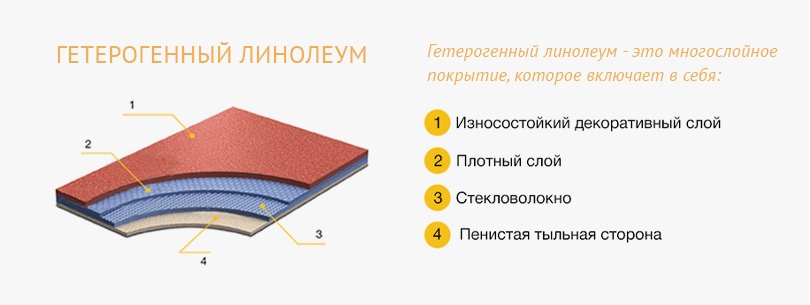 ГЕТЕРОГЕННЫЙ ЛИНОЛЕУМ
1
2
3
4
Гетерогенный линолеум - это многослойное
покрытие, которое включает в себя:
1 Износостойкий декоративный слой
2 Плотный слой
3 Стекловолокно
4 Пенистая тыльная сторона